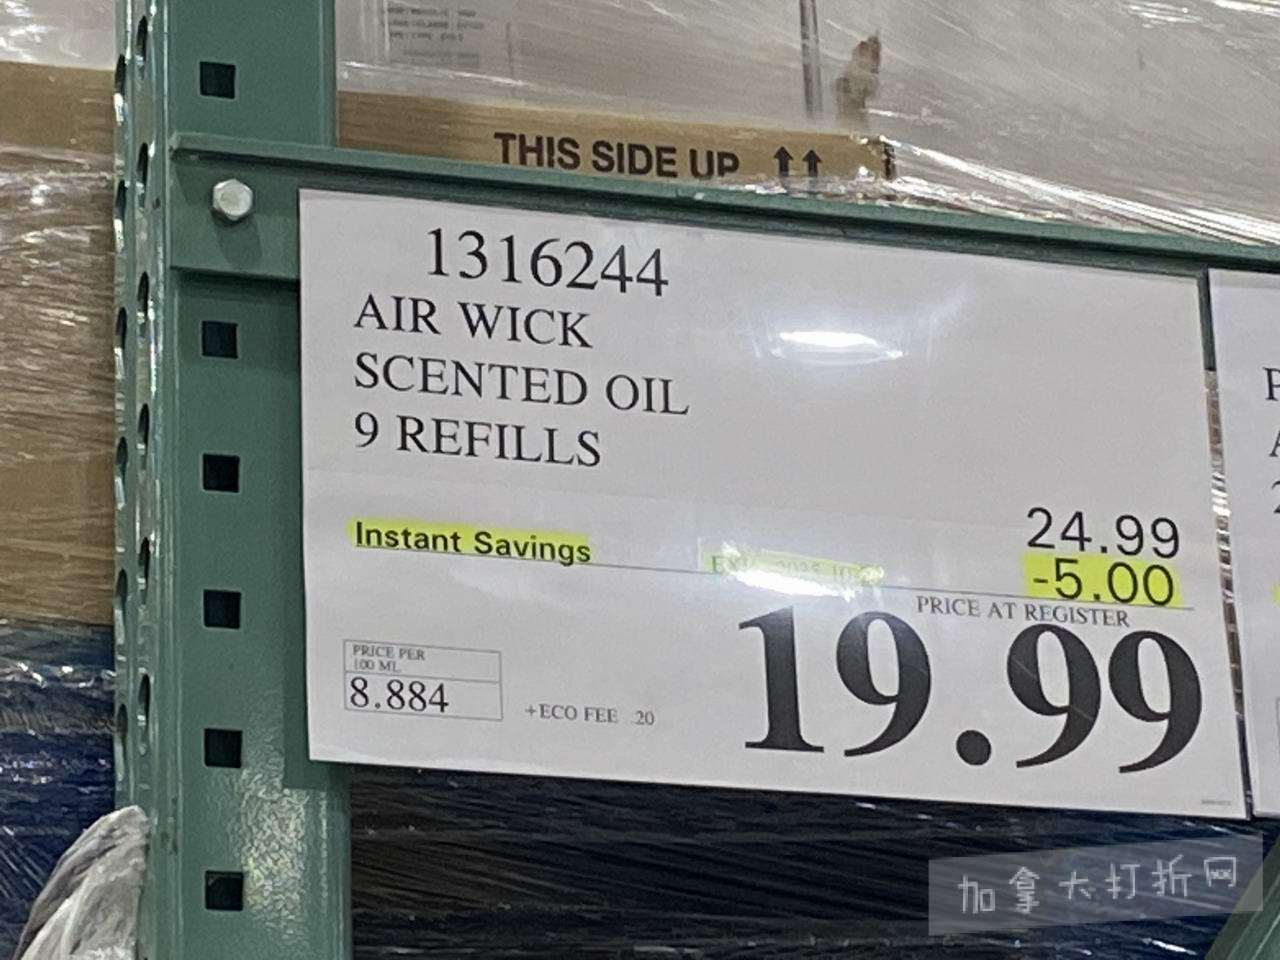 THIS SIDE UP
1316244
AIR WICK
SCENTED OIL
9 REFILLS
24.99
Instant Savings
-5.00
PRICE AT REGISTER
19.99
PRICE PER
100 ML
8.884
+ECO FEE .20
加拿大打折网